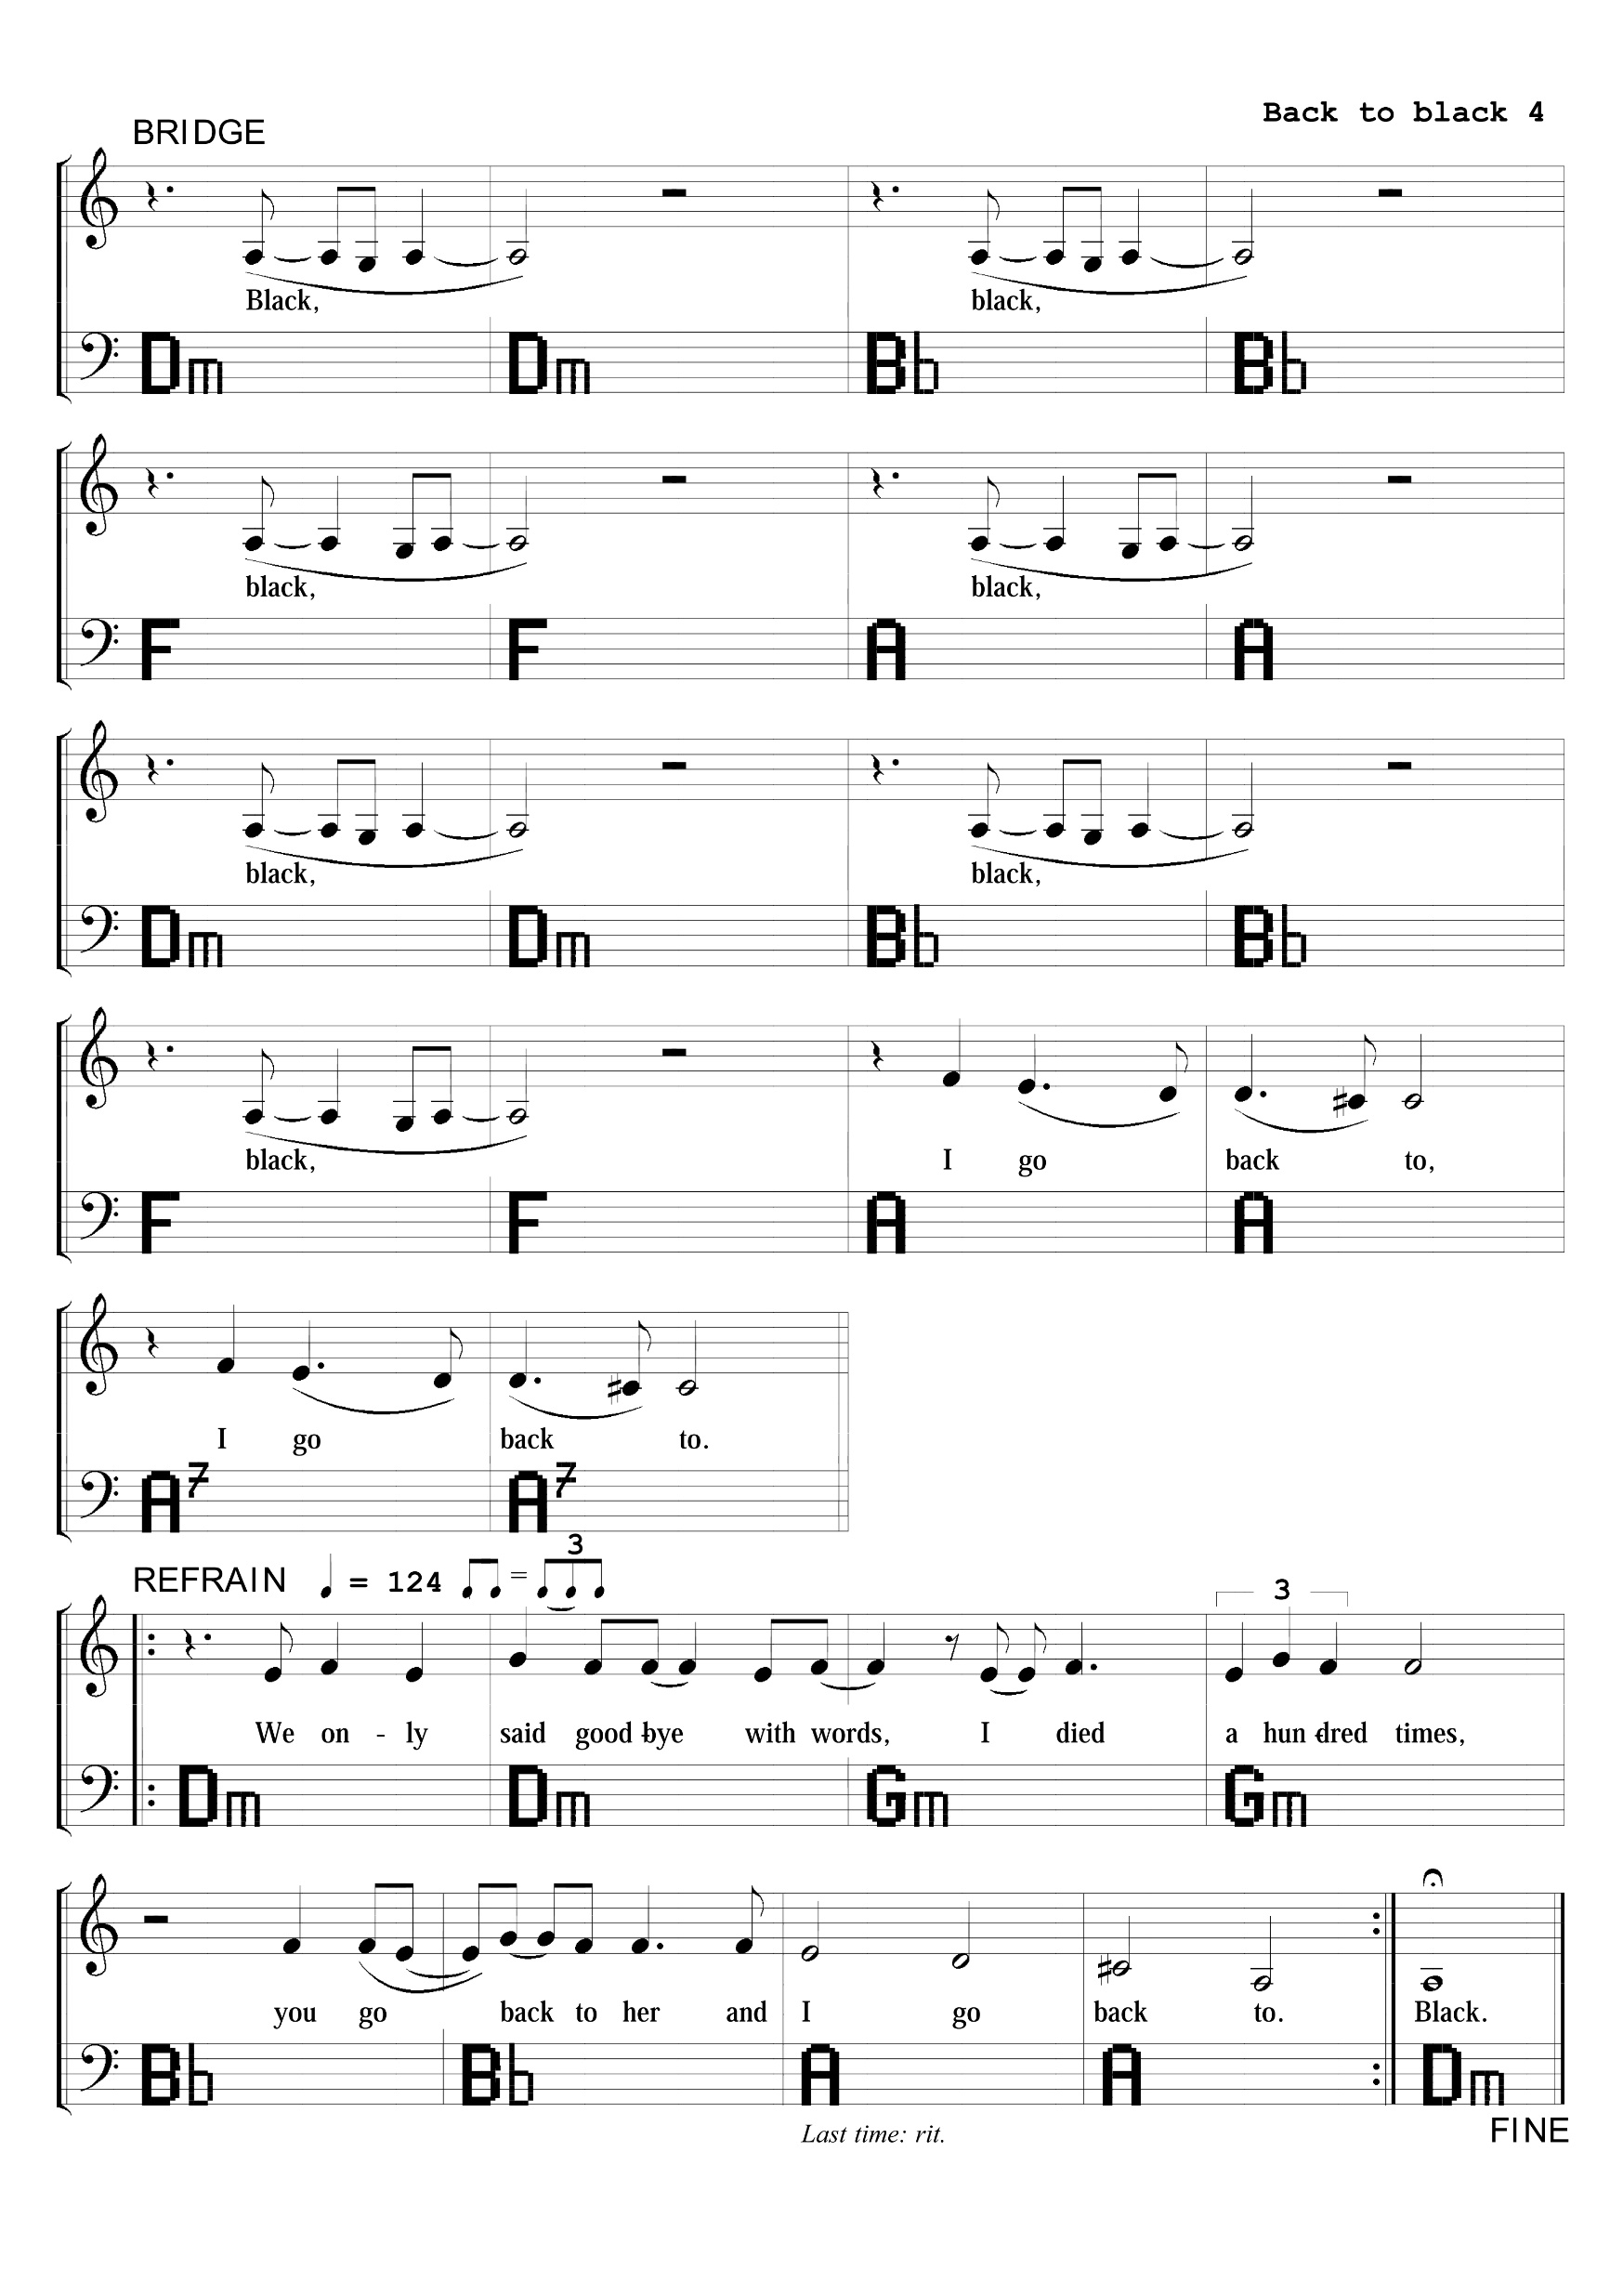 Back to black 4
BRIDGE
Black, black,
Dm Dm Bb Bb
black, black,
F F A A
black, black,
Dm Dm Bb Bb
black, I go back to,
F F A A
I go back to.
A7 A7
3
REFRAIN = 124 =
3
We on - ly said good - bye with words, I died a hun - dred times,
Dm Dm Gm Gm
you go back to her and I go back to. Black.
Bb Bb A A Dm
Last time: rit.
FINE